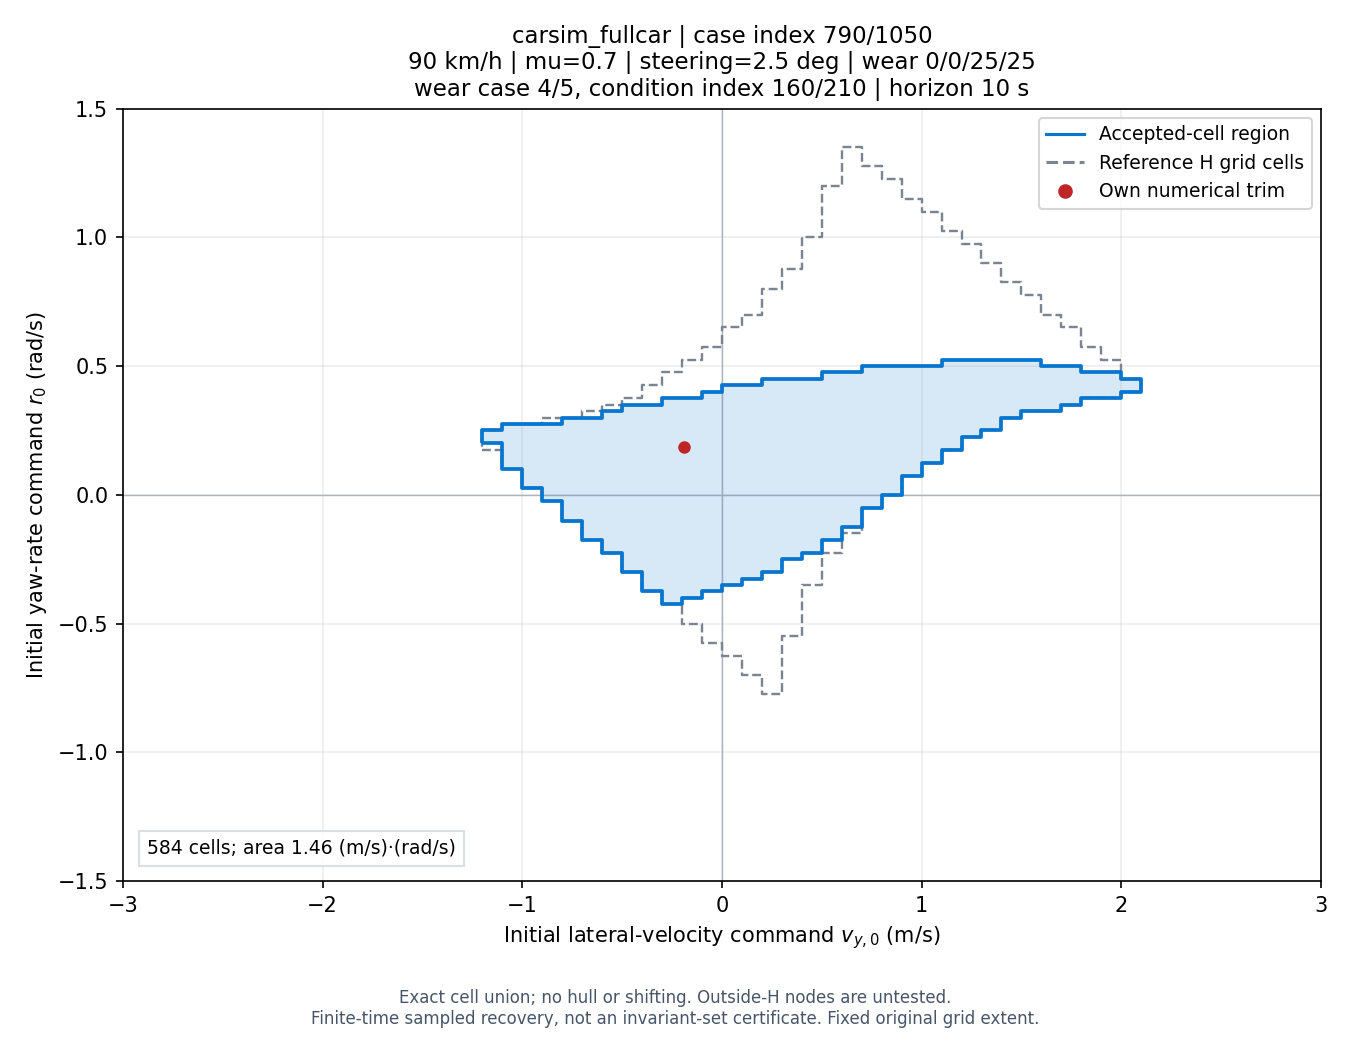 carsim_fullcar | case index 790/1050
90 km/h | mu=0.7 | steering=2.5 deg | wear 0/0/25/25
wear case 4/5, condition index 160/210 | horizon 10 s
Accepted-cell region
Reference H grid cells
Own numerical trim
1.5
1.0
0.5
0.0
−0.5
−1.0
−1.5
Initial yaw-rate command r0 (rad/s)
584 cells; area 1.46 (m/s)·(rad/s)
−3
−2
−1
0
1
2
3
Initial lateral-velocity command vy,0 (m/s)
Exact cell union; no hull or shifting. Outside-H nodes are untested.
Finite-time sampled recovery, not an invariant-set certificate. Fixed original grid extent.